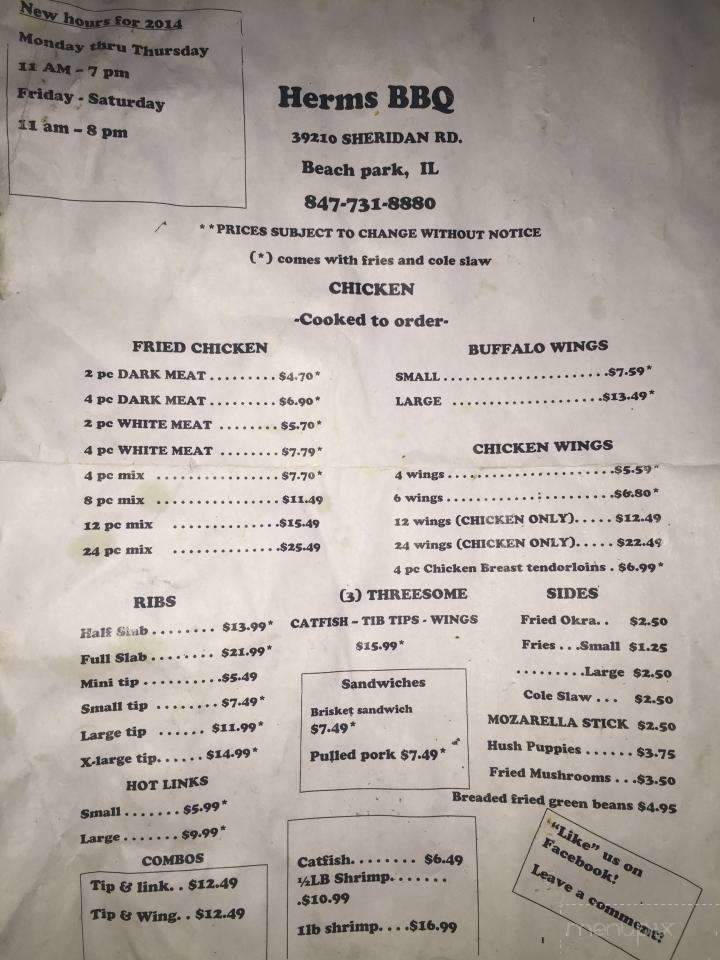 New hours for 2014
Monday thru Thursday
11 AM – 7 pm
Friday - Saturday
11 am – 8 pm
Herms BBQ
39210 SHERIDAN RD.
Beach park, IL
847-731-8880
**PRICES SUBJECT TO CHANGE WITHOUT NOTICE
(*) comes with fries and cole slaw
CHICKEN
-Cooked to order-
FRIED CHICKEN
2 pc DARK MEAT ......... $4.70*
4 pc DARK MEAT ......... $6.90*
2 pc WHITE MEAT ........ $5.70*
4 pc WHITE MEAT ........ $7.79*
4 pc mix ............. $7.70*
8 pc mix ............. $11.49
12 pc mix .............$15.49
24 pc mix .............$25.49
BUFFALO WINGS
SMALL......................$7.59*
LARGE ....................$13.49*
CHICKEN WINGS
4 wings......................$5.59*
6 wings......................$6.80*
12 wings (CHICKEN ONLY)..... $12.49
24 wings (CHICKEN ONLY)..... $22.49
4 pc Chicken Breast tendorloins . $6.99*
RIBS
Half Slab ........ $13.99*
Full Slab ........ $21.99*
Mini tip ..........$5.49
Small tip ....... $7.49*
Large tip ...... $11.99*
X-large tip...... $14.99*
HOT LINKS
Small ....... $5.99*
Large ....... $9.99*
COMBOS
Tip & link. . $12.49
Tip & Wing. . $12.49
(3) THREESOME
CATFISH – TIB TIPS - WINGS
$15.99*
Sandwiches
Brisket sandwich
$7.49*
Pulled pork $7.49*
Catfish........ $6.49
½LB Shrimp.......
.$10.99
1lb shrimp....$16.99
SIDES
Fried Okra. . $2.50
Fries . . .Small $1.25
.........Large $2.50
Cole Slaw ... $2.50
MOZARELLA STICK $2.50
Hush Puppies ...... $3.75
Fried Mushrooms ...$3.50
Breaded fried green beans $4.95
"Like" us on
Facebook!
Leave a comment!
menupix